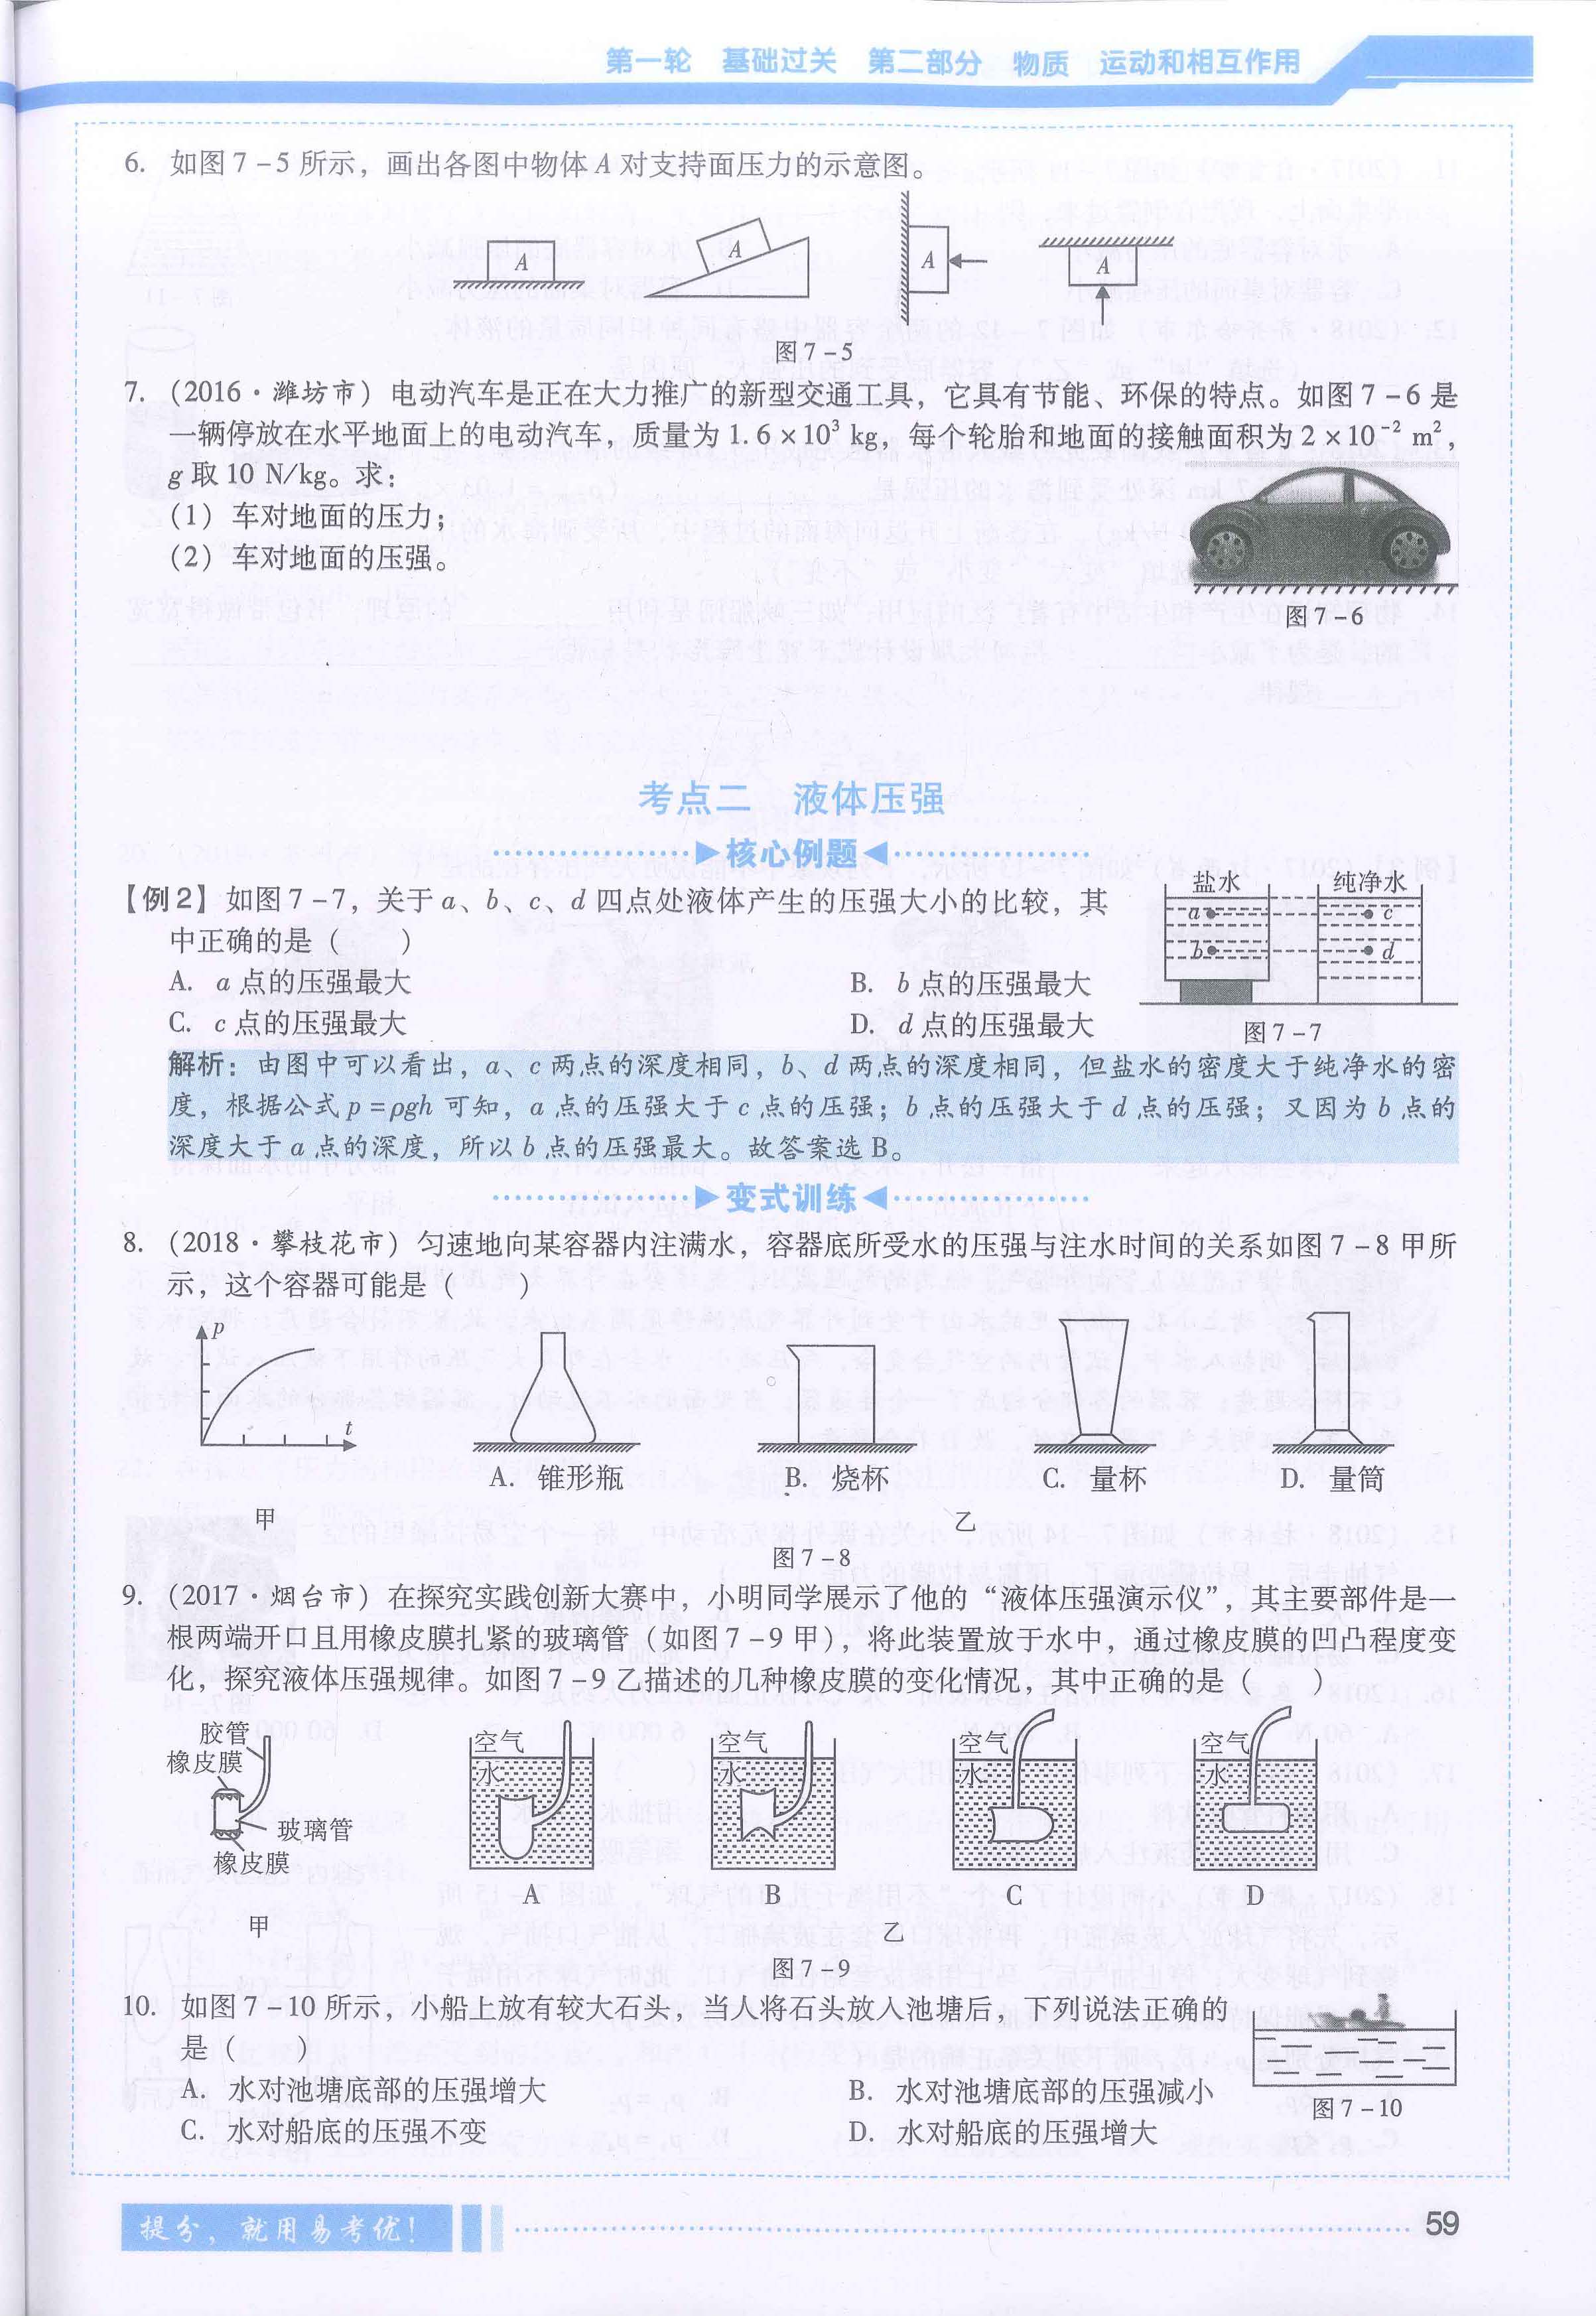 第一轮 基础过关 第二部分 物质 运动和相互作用
6. 如图7-5所示，画出各图中物体A对支持面压力的示意图。
A
A
A
A
图7-5
7. （2016·潍坊市）电动汽车是正在大力推广的新型交通工具，它具有节能、环保的特点。如图7-6是
一辆停放在水平地面上的电动汽车，质量为1.6×10³ kg，每个轮胎和地面的接触面积为2×10⁻² m²，
g取10 N/kg。求：
（1）车对地面的压力；
（2）车对地面的压强。
图7-6
考点二 液体压强
核心例题
【例2】如图7-7，关于a、b、c、d四点处液体产生的压强大小的比较，其
中正确的是（ ）
A. a点的压强最大
B. b点的压强最大
C. c点的压强最大
D. d点的压强最大
盐水
纯净水
a
c
b
d
图7-7
解析：由图中可以看出，a、c两点的深度相同，b、d两点的深度相同，但盐水的密度大于纯净水的密
度，根据公式p=ρgh可知，a点的压强大于c点的压强；b点的压强大于d点的压强；又因为b点的
深度大于a点的深度，所以b点的压强最大。故答案选B。
变式训练
8. （2018·攀枝花市）匀速地向某容器内注满水，容器底所受水的压强与注水时间的关系如图7-8甲所
示，这个容器可能是（ ）
p
t
A. 锥形瓶
B. 烧杯
C. 量杯
D. 量筒
甲
乙
图7-8
9. （2017·烟台市）在探究实践创新大赛中，小明同学展示了他的“液体压强演示仪”，其主要部件是一
根两端开口且用橡皮膜扎紧的玻璃管（如图7-9甲），将此装置放于水中，通过橡皮膜的凹凸程度变
化，探究液体压强规律。如图7-9乙描述的几种橡皮膜的变化情况，其中正确的是（ ）
胶管
橡皮膜
玻璃管
橡皮膜
甲
空气
水
A
空气
水
B
空气
水
C
空气
水
D
乙
图7-9
10. 如图7-10所示，小船上放有较大石头，当人将石头放入池塘后，下列说法正确的
是（ ）
A. 水对池塘底部的压强增大
B. 水对池塘底部的压强减小
C. 水对船底的压强不变
D. 水对船底的压强增大
图7-10
提分，就用易考优！
59